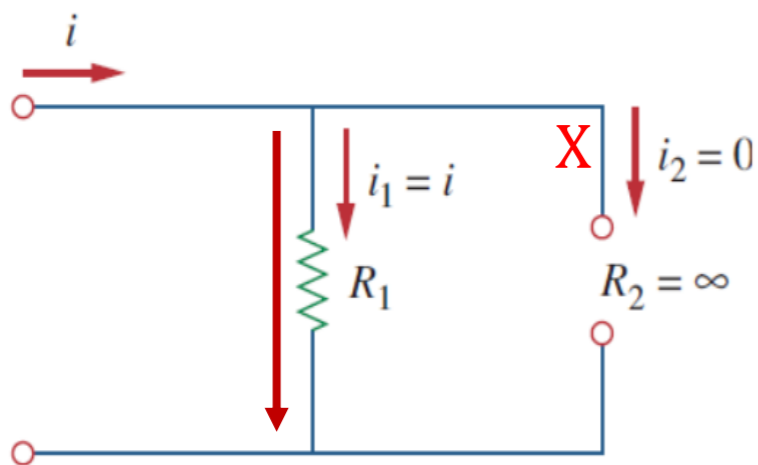 i
X
i₂ = 0
i₁ = i
R₁
R₂ = ∞